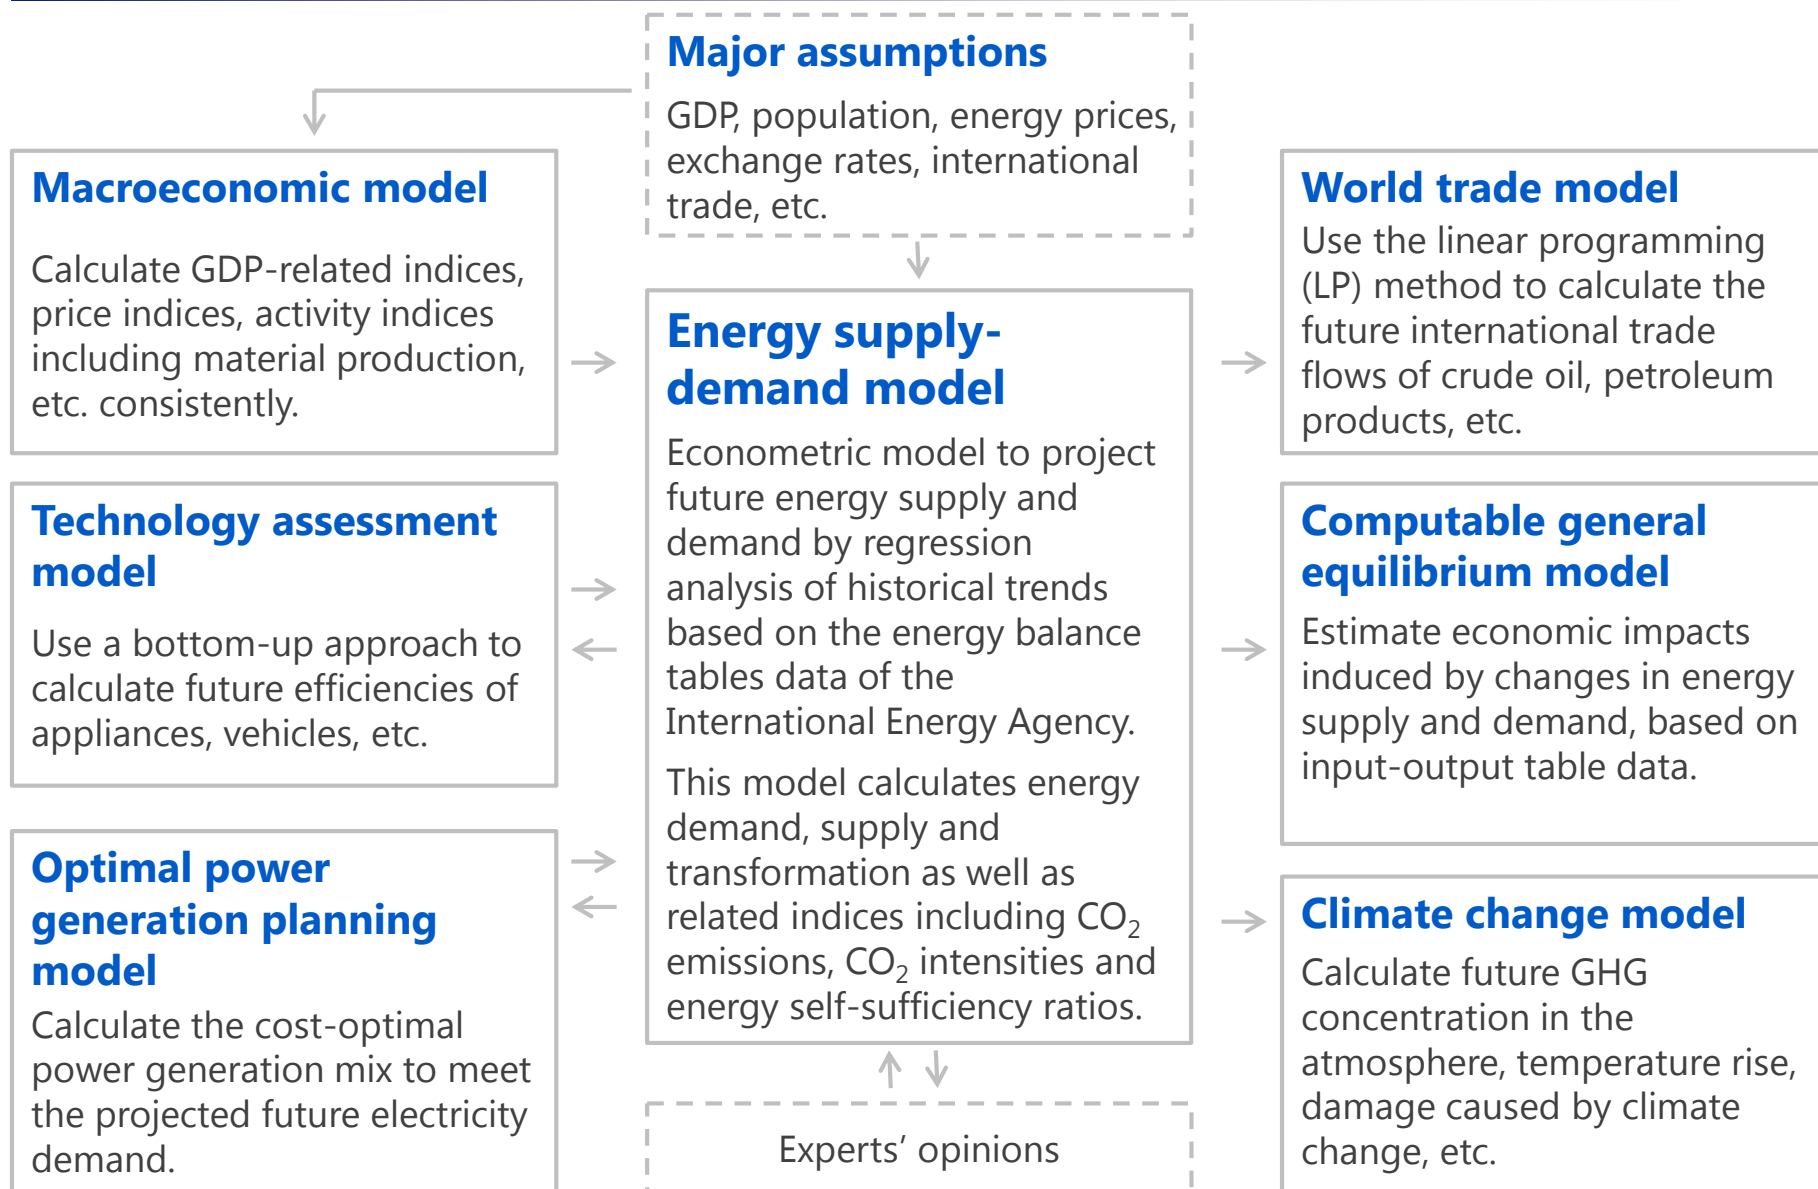 Major assumptions
GDP, population, energy prices,
exchange rates, international
trade, etc.
Macroeconomic model
Calculate GDP-related indices,
price indices, activity indices
including material production,
etc. consistently.
Technology assessment
model
Use a bottom-up approach to
calculate future efficiencies of
appliances, vehicles, etc.
Optimal power
generation planning
model
Calculate the cost-optimal
power generation mix to meet
the projected future electricity
demand.
Energy supply-
demand model
Econometric model to project
future energy supply and
demand by regression
analysis of historical trends
based on the energy balance
tables data of the
International Energy Agency.
This model calculates energy
demand, supply and
transformation as well as
related indices including CO₂
emissions, CO₂ intensities and
energy self-sufficiency ratios.
Experts’ opinions
World trade model
Use the linear programming
(LP) method to calculate the
future international trade
flows of crude oil, petroleum
products, etc.
Computable general
equilibrium model
Estimate economic impacts
induced by changes in energy
supply and demand, based on
input-output table data.
Climate change model
Calculate future GHG
concentration in the
atmosphere, temperature rise,
damage caused by climate
change, etc.